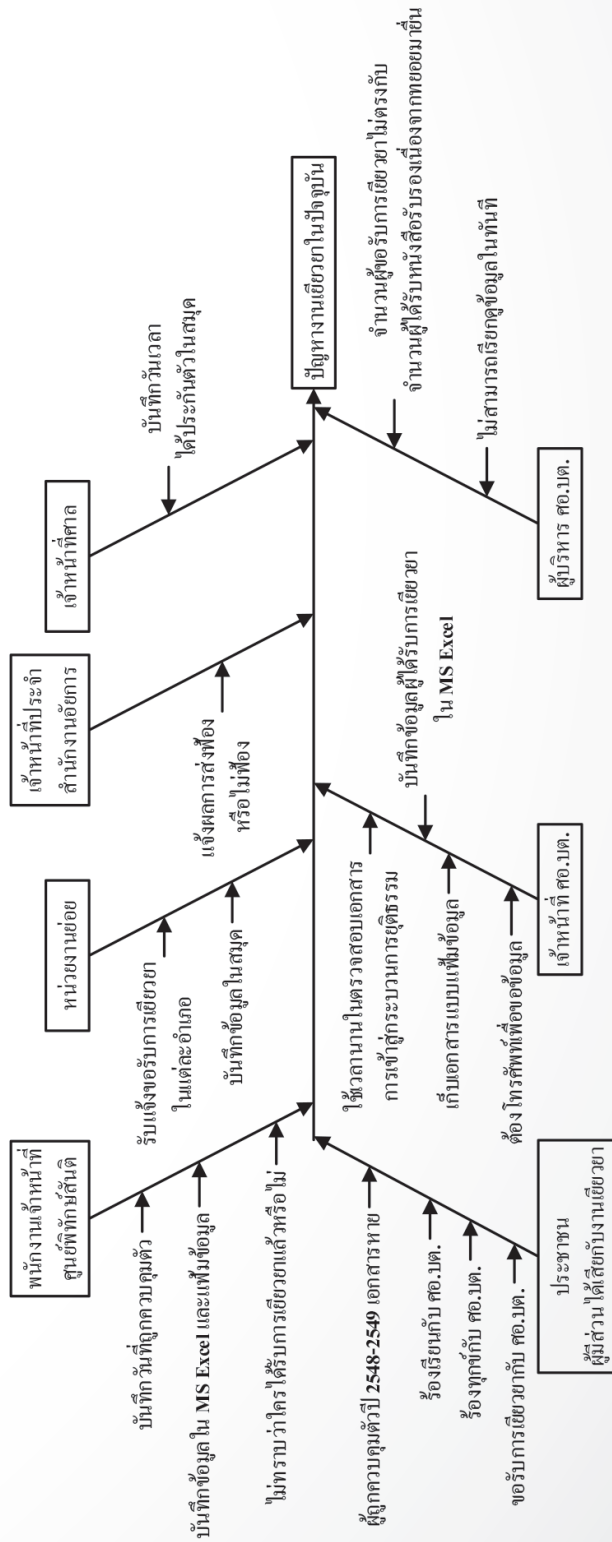 พนักงานเจ้าหน้าที่
ศูนย์พิทักษ์สันติ
บันทึกวันที่ถูกควบคุมตัว
บันทึกข้อมูลใน MS Excel และแฟ้มข้อมูล
ไม่ทราบว่าใครได้รับการเยียวยาแล้วหรือไม่
หน่วยงานย่อย
รับแจ้งขอรับการเยียวยา
ในแต่ละอำเภอ
บันทึกข้อมูลในสมุด
เจ้าหน้าที่ประจำ
สำนักงานอัยการ
แจ้งผลการส่งฟ้อง
หรือไม่ฟ้อง
เจ้าหน้าที่ศาล
บันทึกวันเวลา
ได้ประกันตัวในสมุด
ปัญหางานเยียวยาในปัจจุบัน
ผู้ถูกควบคุมตัวปี 2548-2549 เอกสารหาย
ร้องเรียนกับ ศอ.บต.
ร้องทุกข์กับ ศอ.บต.
ขอรับการเยียวยากับ ศอ.บต.
ประชาชน
ผู้มีส่วนได้เสียกับงานเยียวยา
ใช้เวลานานในตรวจสอบเอกสาร
การเข้าสู่กระบวนการยุติธรรม
บันทึกข้อมูลผู้ได้รับการเยียวยา
ใน MS Excel
เก็บเอกสารแบบแฟ้มข้อมูล
ต้องโทรศัพท์เพื่อขอข้อมูล
เจ้าหน้าที่ ศอ.บต.
จำนวนผู้ขอรับการเยียวยาไม่ตรงกับ
จำนวนผู้ได้รับหนังสือรับรองเนื่องจากทยอยมายื่น
ไม่สามารถเรียกดูข้อมูลในทันที
ผู้บริหาร ศอ.บต.